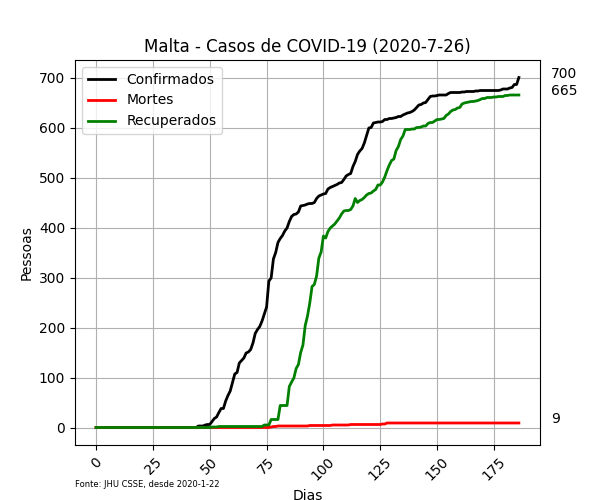 Malta - Casos de COVID-19 (2020-7-26)
Confirmados
Mortes
Recuperados
700
665
9
Pessoas
700
600
500
400
300
200
100
0
0 25 50 75 100 125 150 175
Dias
Fonte: JHU CSSE, desde 2020-1-22